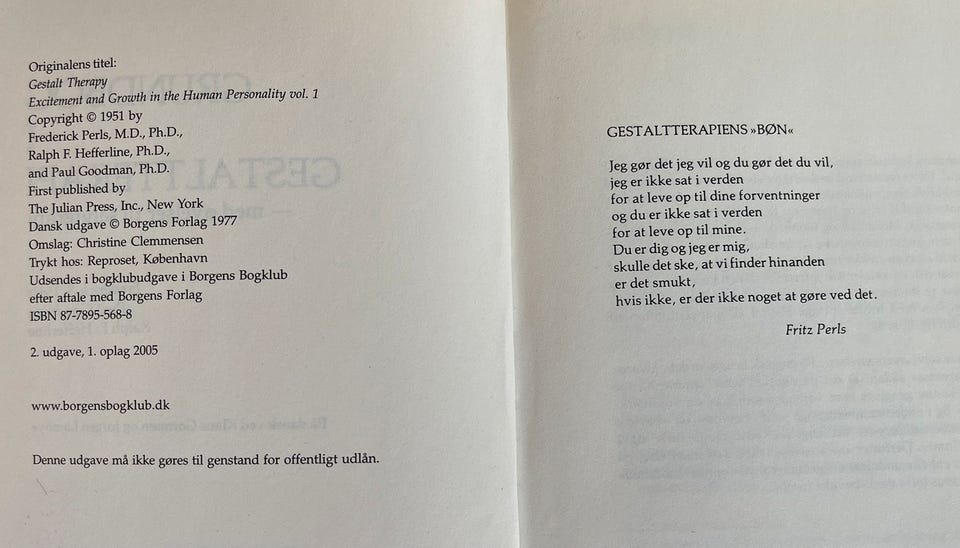 Originalens titel:
Gestalt Therapy
Excitement and Growth in the Human Personality vol. 1
Copyright © 1951 by
Frederick Perls, M.D., Ph.D.,
Ralph F. Hefferline, Ph.D.,
and Paul Goodman, Ph.D.
First published by
The Julian Press, Inc., New York
Dansk udgave © Borgens Forlag 1977
Omslag: Christine Clemmensen
Trykt hos: Reproset, København
Udsendes i bogklubudgave i Borgens Bogklub
efter aftale med Borgens Forlag
ISBN 87-7895-568-8
2. udgave, 1. oplag 2005
www.borgensbogklub.dk
Denne udgave må ikke gøres til genstand for offentligt udlån.
GESTALTTERAPIENS »BØN«
Jeg gør det jeg vil og du gør det du vil,
jeg er ikke sat i verden
for at leve op til dine forventninger
og du er ikke sat i verden
for at leve op til mine.
Du er dig og jeg er mig,
skulle det ske, at vi finder hinanden
er det smukt,
hvis ikke, er der ikke noget at gøre ved det.
Fritz Perls